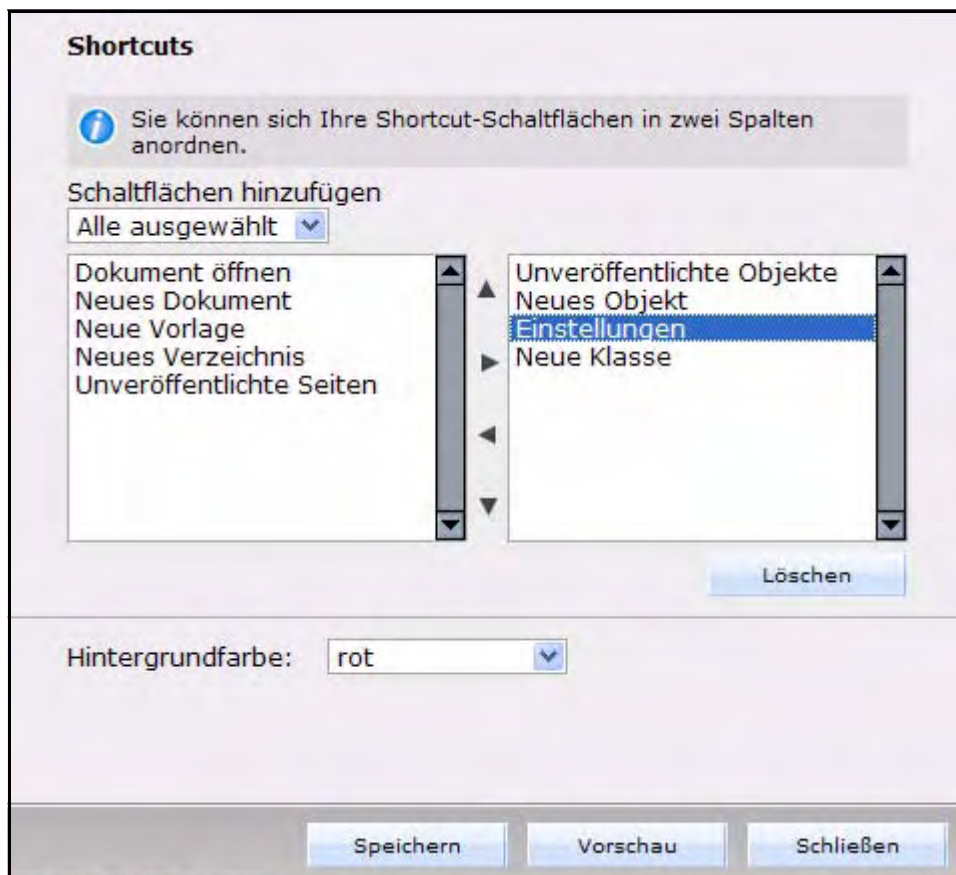 Shortcuts
Sie können sich Ihre Shortcut-Schaltflächen in zwei Spalten
anordnen.
Schaltflächen hinzufügen
Alle ausgewählt
Dokument öffnen
Neues Dokument
Neue Vorlage
Neues Verzeichnis
Unveröffentlichte Seiten
Unveröffentlichte Objekte
Neues Objekt
Einstellungen
Neue Klasse
Löschen
Hintergrundfarbe: rot
Speichern Vorschau Schließen